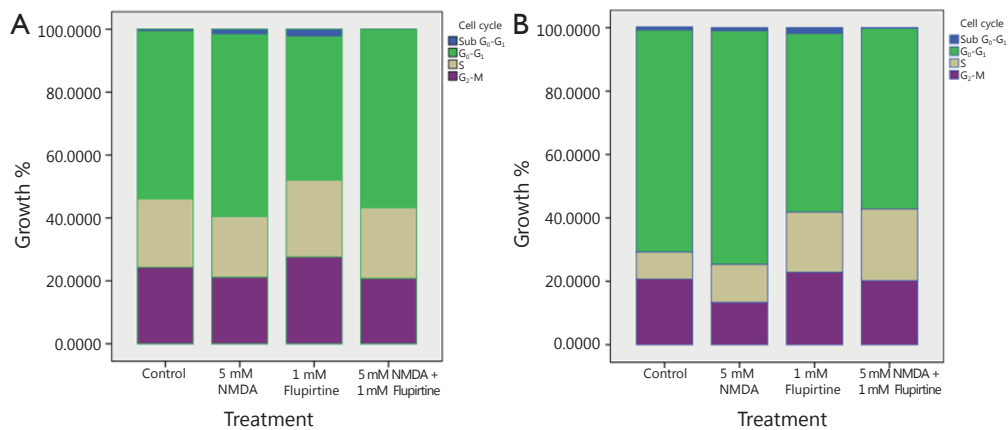 A
Cell cycle
Sub G₀-G₁
G₀-G₁
S
G₂-M
100.0000
80.0000
60.0000
40.0000
20.0000
0.0000
Growth %
Control
5 mM
NMDA
1 mM
Flupirtine
5 mM NMDA +
1 mM Flupirtine
Treatment
B
Cell cycle
Sub G₀-G₁
G₀-G₁
S
G₂-M
100.0000
80.0000
60.0000
40.0000
20.0000
0.0000
Growth %
Control
5 mM
NMDA
1 mM
Flupirtine
5 mM NMDA +
1 mM Flupirtine
Treatment